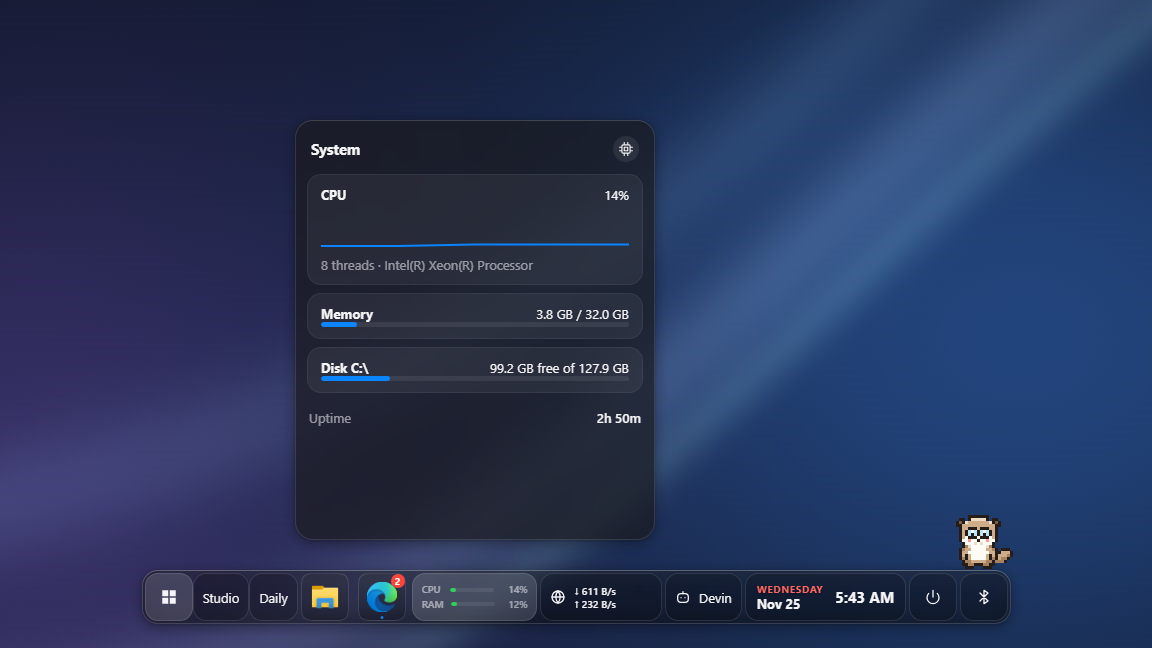 System
CPU 14%
8 threads · Intel(R) Xeon(R) Processor
Memory 3.8 GB / 32.0 GB
Disk C:\ 99.2 GB free of 127.9 GB
Uptime 2h 50m
Studio
Daily
2
CPU 14%
RAM 12%
↓ 611 B/s
↑ 232 B/s
Devin
WEDNESDAY
Nov 25
5:43 AM